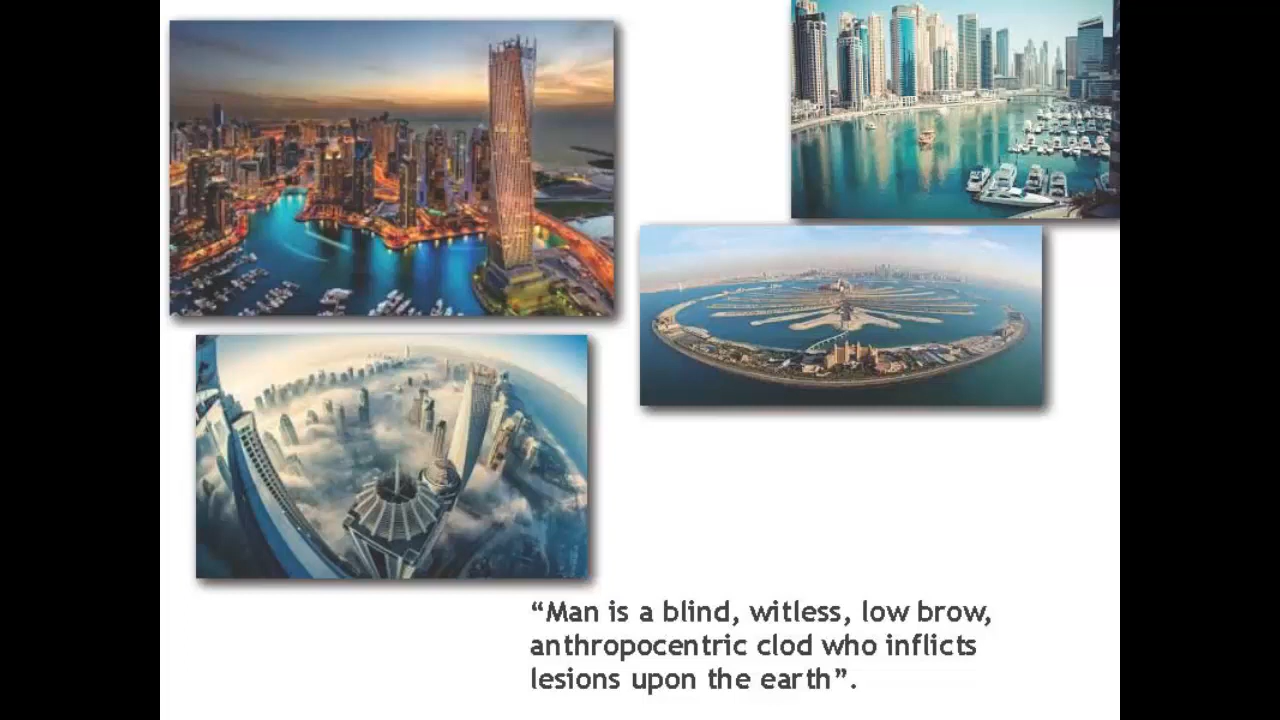 “Man is a blind, witless, low brow,
anthropocentric clod who inflicts
lesions upon the earth”.